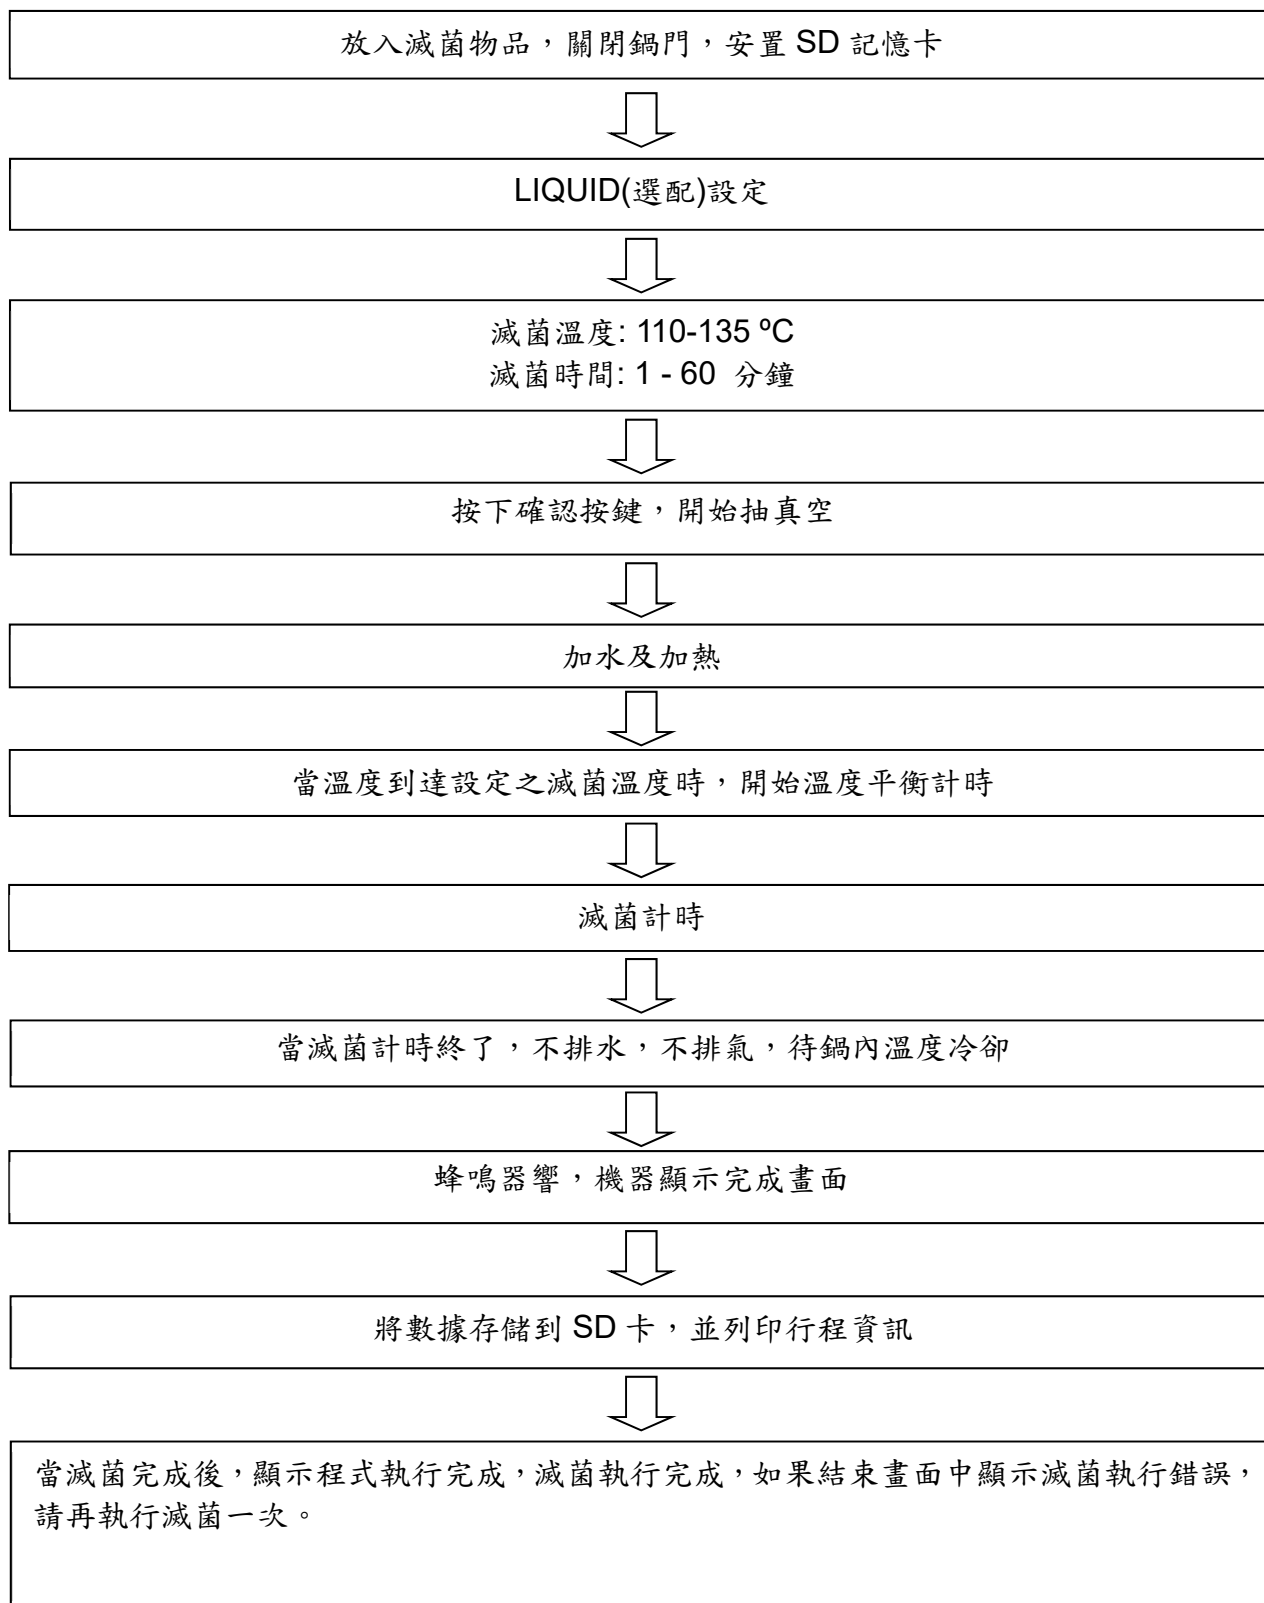 放入滅菌物品，關閉鍋門，安置 SD 記憶卡
LIQUID(選配)設定
滅菌溫度: 110-135 ºC
滅菌時間: 1 - 60 分鐘
按下確認按鍵，開始抽真空
加水及加熱
當溫度到達設定之滅菌溫度時，開始溫度平衡計時
滅菌計時
當滅菌計時終了，不排水，不排氣，待鍋內溫度冷卻
蜂鳴器響，機器顯示完成畫面
將數據存儲到 SD 卡，並列印行程資訊
當滅菌完成後，顯示程式執行完成，滅菌執行完成，如果結束畫面中顯示滅菌執行錯誤，
請再執行滅菌一次。